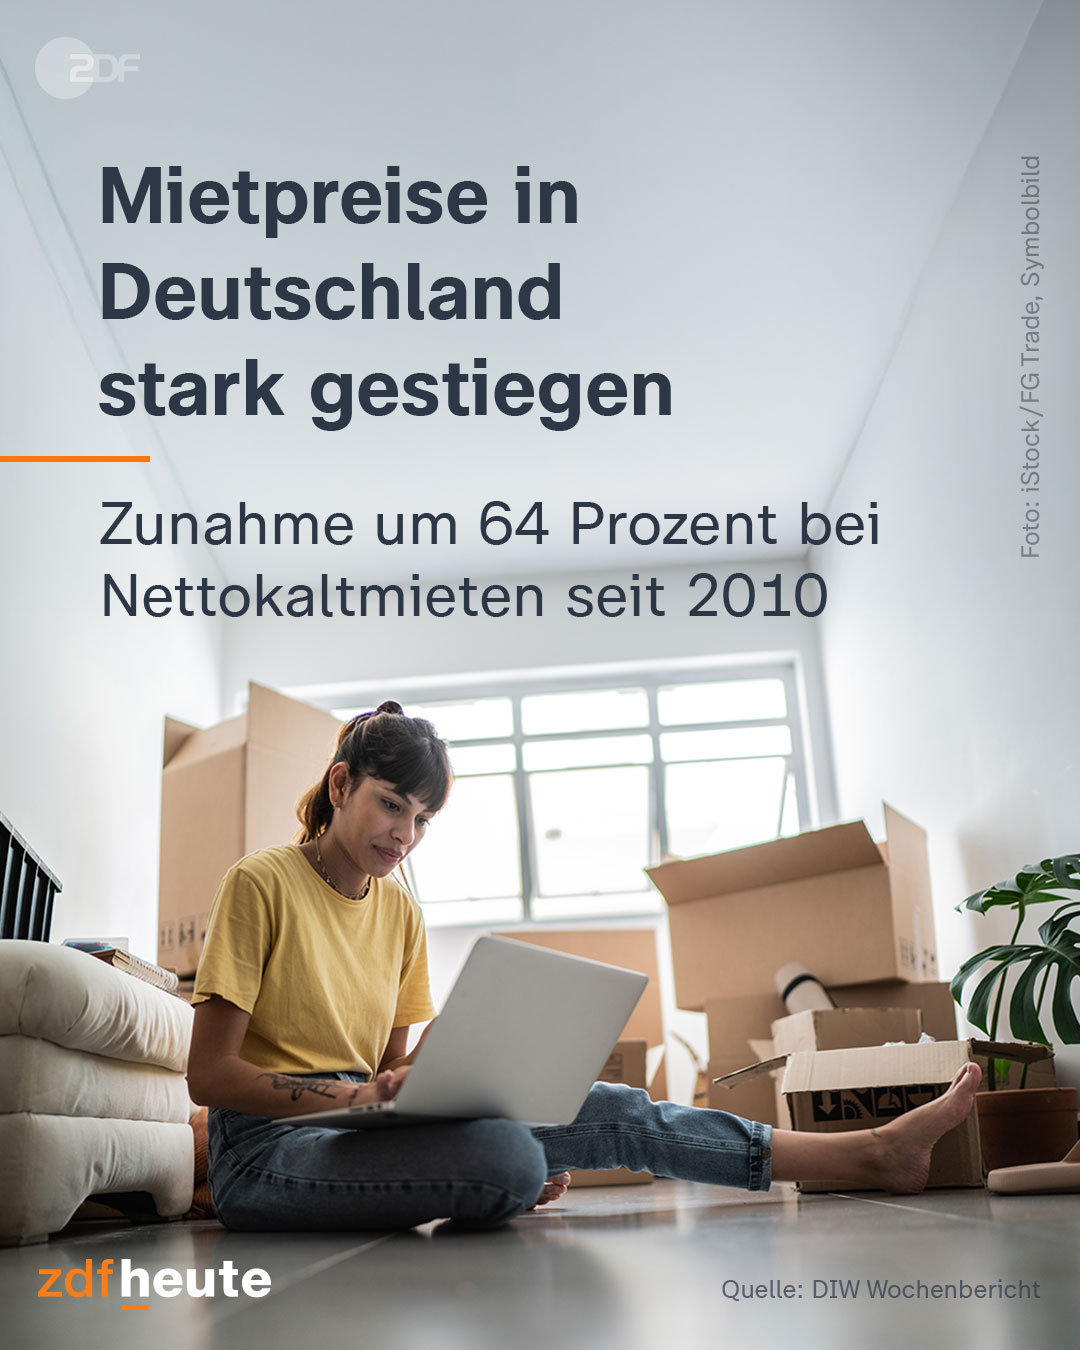 ZDF
Mietpreise in
Deutschland
stark gestiegen
Zunahme um 64 Prozent bei
Nettokaltmieten seit 2010
Foto: iStock/FG Trade, Symbolbild
zdfheute
Quelle: DIW Wochenbericht